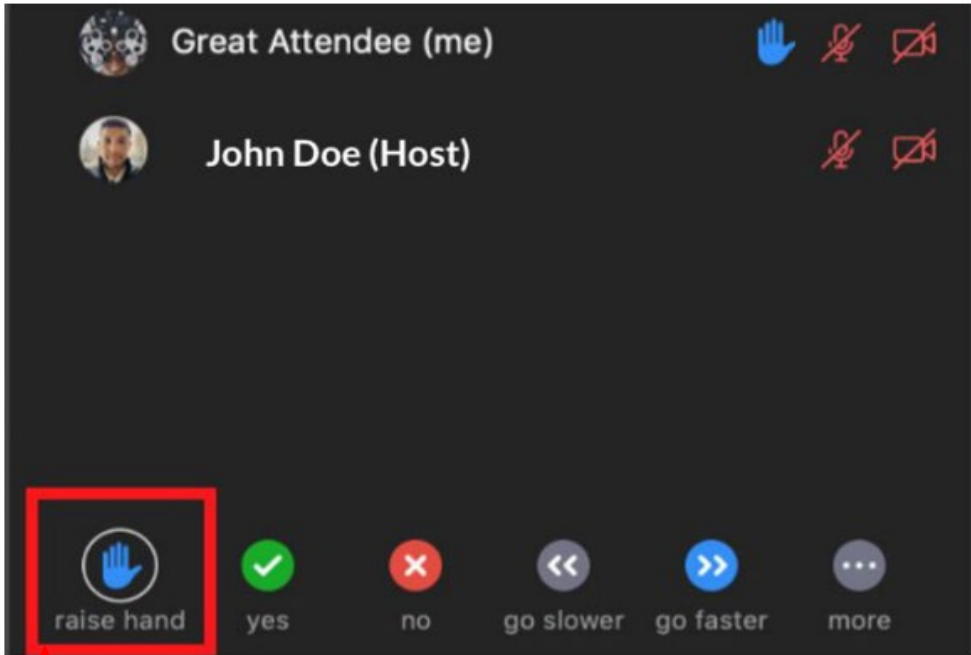 Great Attendee (me)
John Doe (Host)
raise hand yes no go slower go faster more